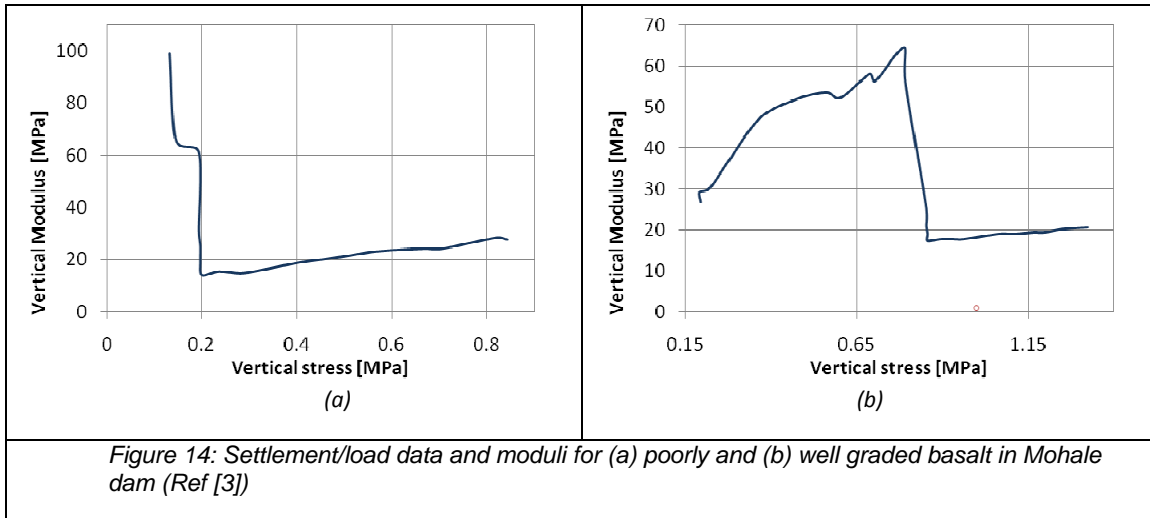 Vertical Modulus [MPa]
100
80
60
40
20
0
0 0.2 0.4 0.6 0.8
Vertical stress [MPa]
(a)
Vertical Modulus [MPa]
70
60
50
40
30
20
10
0
0.15 0.65 1.15
Vertical stress [MPa]
(b)
Figure 14: Settlement/load data and moduli for (a) poorly and (b) well graded basalt in Mohale
dam (Ref [3])